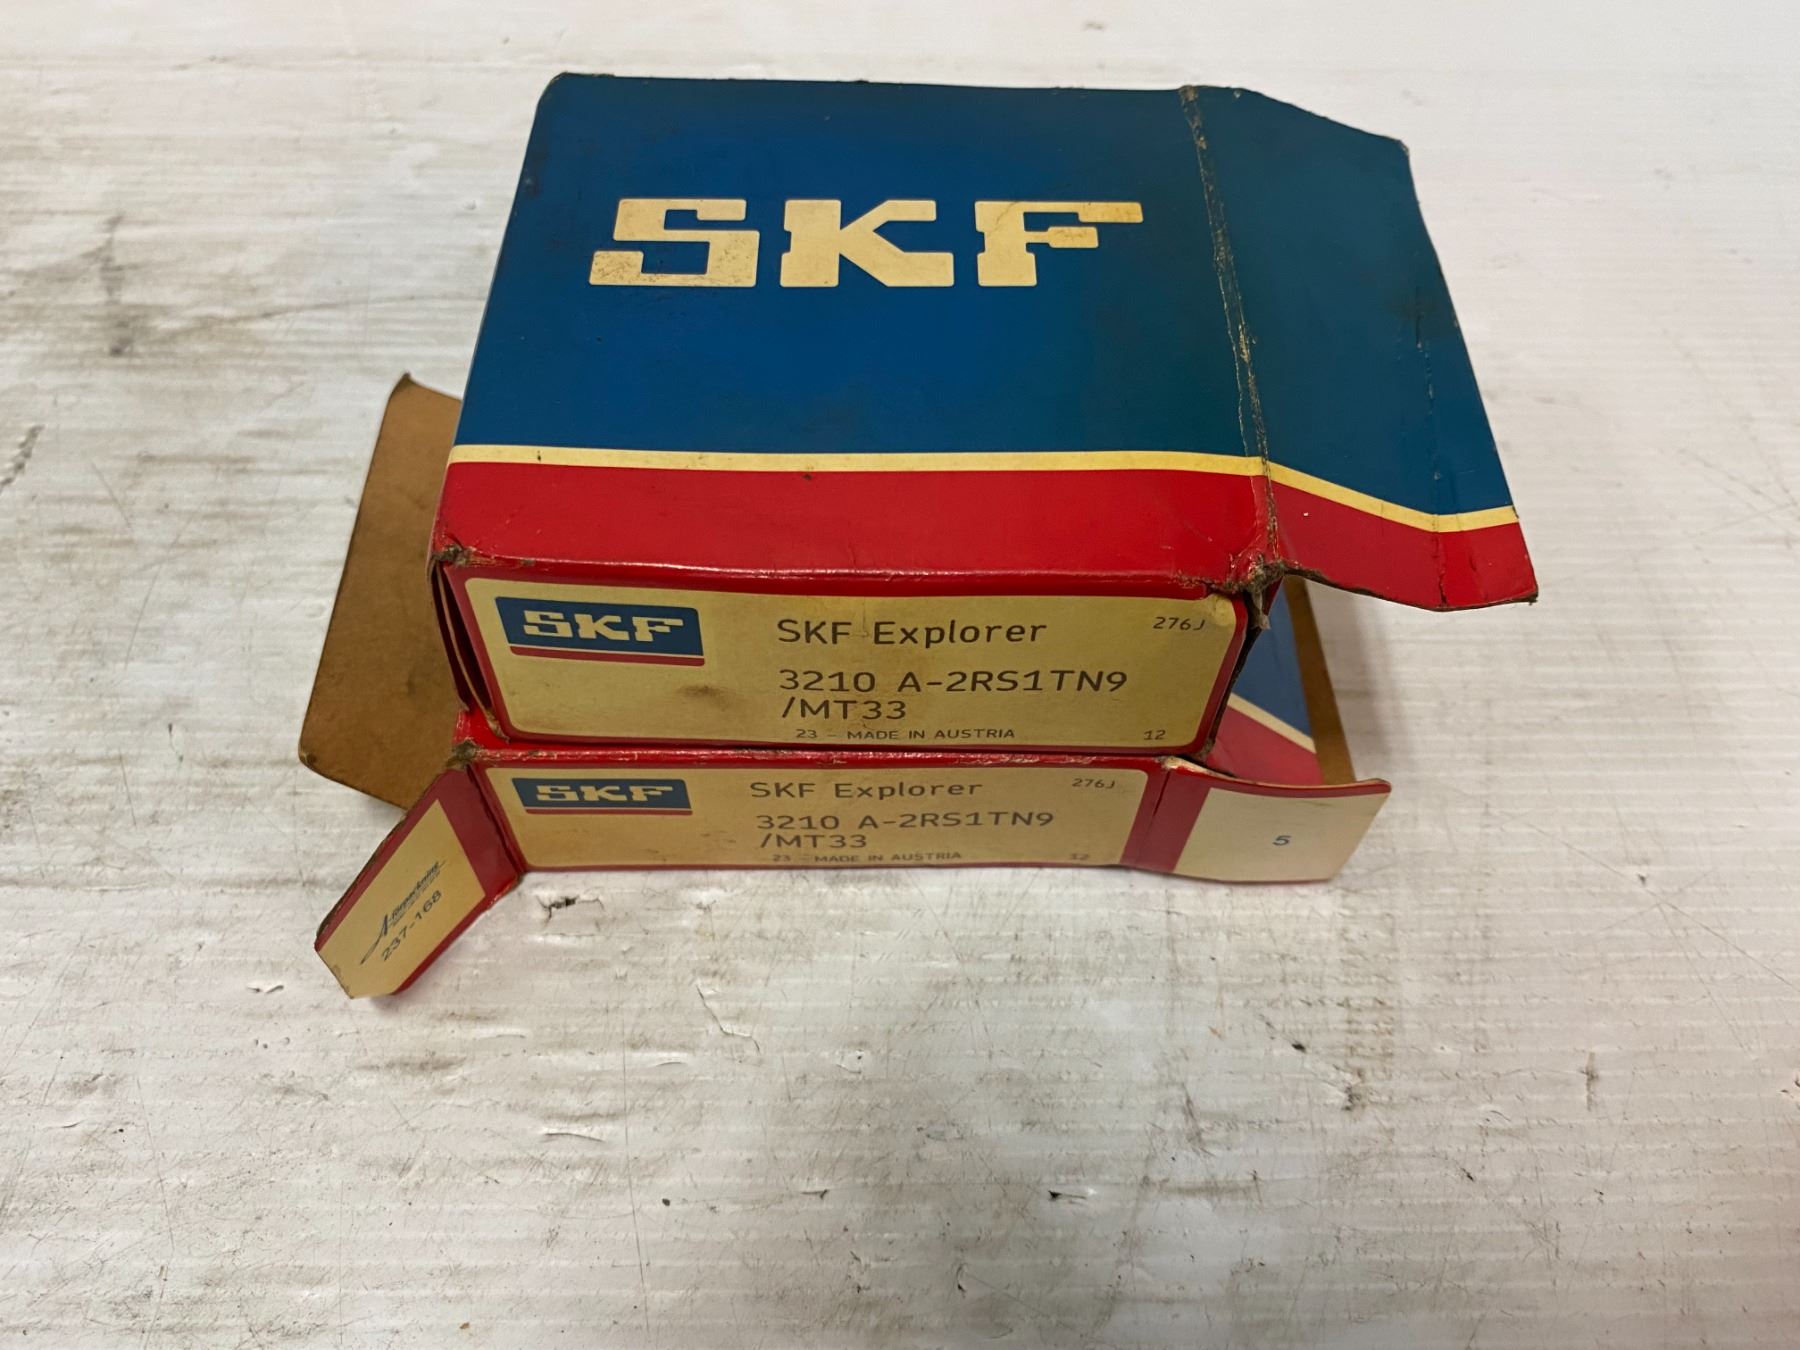 SKF
SKF
SKF Explorer 276J
3210 A-2RS1TN9
/MT33
23 - MADE IN AUSTRIA 12
SKF
SKF Explorer 276J
3210 A-2RS1TN9
/MT33
23 - MADE IN AUSTRIA 12
5
A-förpackning
237-168